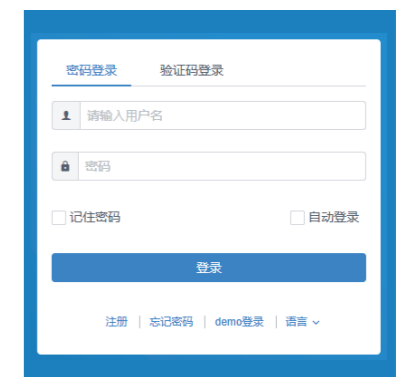 密码登录 验证码登录
请输入用户名
密码
记住密码 自动登录
登录
注册 | 忘记密码 | demo登录 | 语言